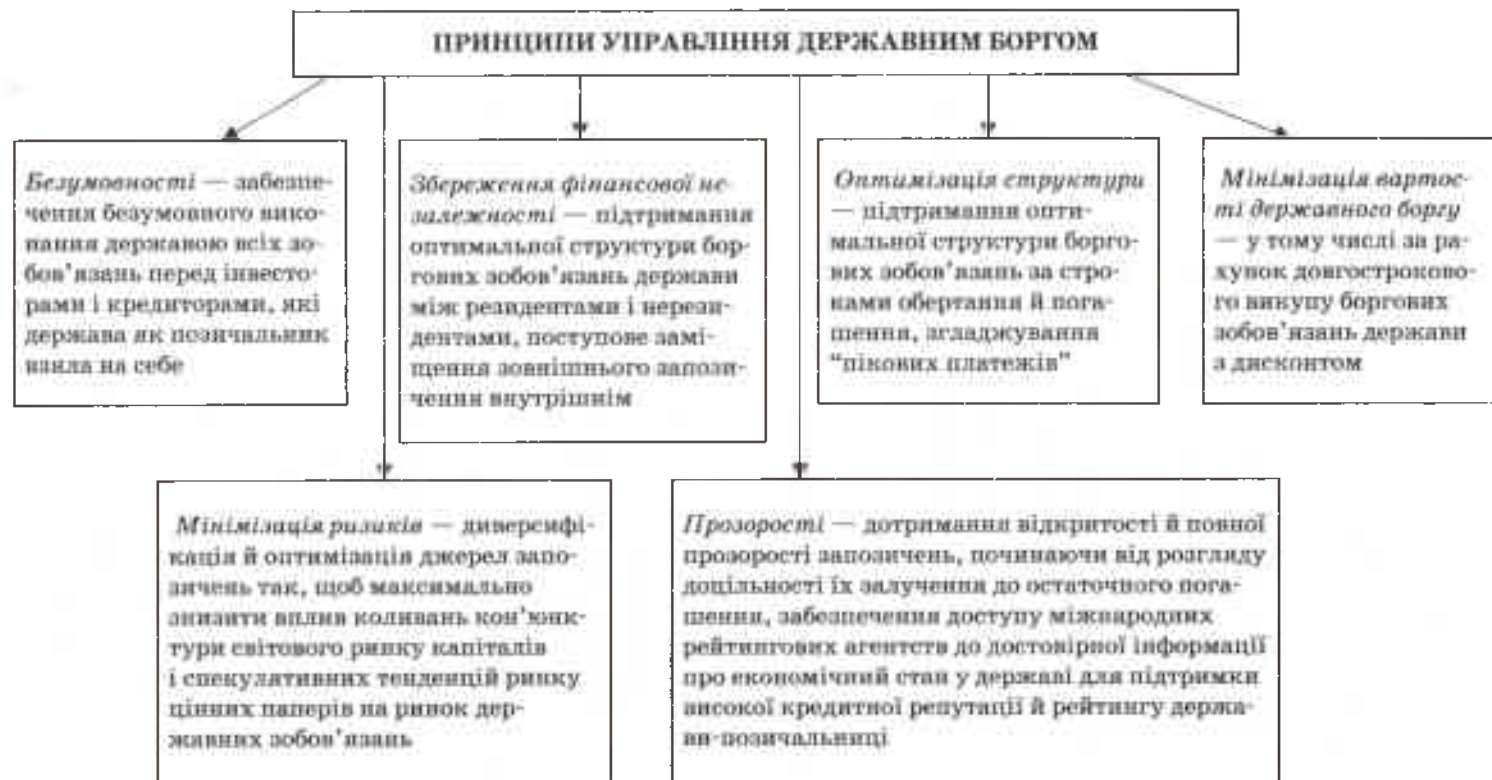 ПРИНЦИПИ УПРАВЛІННЯ ДЕРЖАВНИМ БОРГОМ
Безумовності — забезпе-
чення безумовного вико-
нання державою всіх зо-
бов’язань перед інвесто-
рами і кредиторами, які
держава як позичальник
взяла на себе
Збереження фінансової не-
залежності — підтримання
оптимальної структури бор-
гових зобов’язань держави
між резидентами і нерези-
дентами, поступове замі-
щення зовнішнього запози-
чення внутрішнім
Оптимізація структури
— підтримання опти-
мальної структури борго-
вих зобов’язань за стро-
ками обертання й пога-
шення, згладжування
“пікових платежів”
Мінімізація вартос-
ті державного боргу
— у тому числі за ра-
хунок довгостроково-
го викупу боргових
зобов’язань держави
з дисконтом
Мінімізація ризиків — диверсифі-
кація й оптимізація джерел запо-
зичень так, щоб максимально
знизити вплив коливань кон’юнк-
тури світового ринку капіталів
і спекулятивних тенденцій ринку
цінних паперів на ринок дер-
жавних зобов’язань
Прозорості — дотримання відкритості й повної
прозорості запозичень, починаючи від розгляду
доцільності їх залучення до остаточного пога-
шення, забезпечення доступу міжнародних
рейтингових агентств до достовірної інформації
про економічний стан у державі для підтримки
високої кредитної репутації й рейтингу держа-
ви-позичальниці